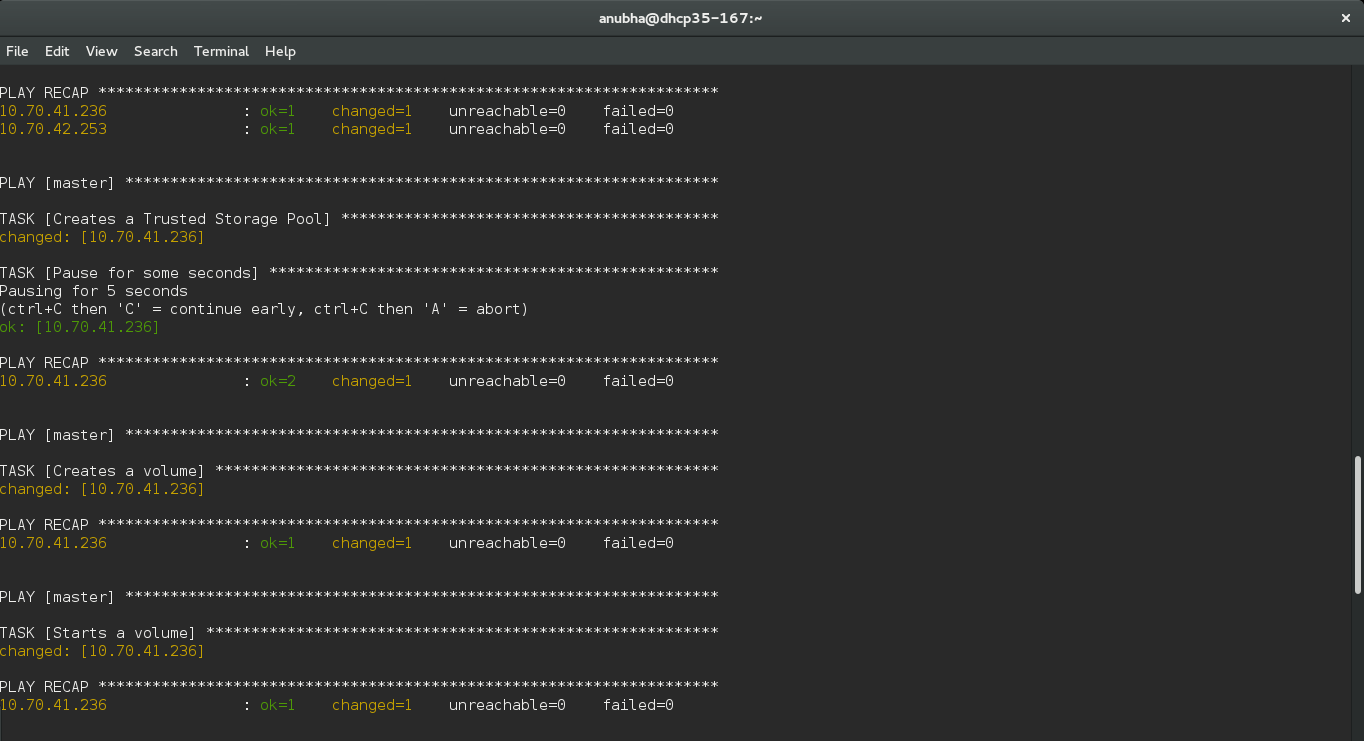 anubha@dhcp35-167:~
File Edit View Search Terminal Help
PLAY RECAP *********************************************************************
10.70.41.236               : ok=1    changed=1    unreachable=0    failed=0
10.70.42.253               : ok=1    changed=1    unreachable=0    failed=0
PLAY [master] ******************************************************************
TASK [Creates a Trusted Storage Pool] ******************************************
changed: [10.70.41.236]
TASK [Pause for some seconds] **************************************************
Pausing for 5 seconds
(ctrl+C then 'C' = continue early, ctrl+C then 'A' = abort)
ok: [10.70.41.236]
PLAY RECAP *********************************************************************
10.70.41.236               : ok=2    changed=1    unreachable=0    failed=0
PLAY [master] ******************************************************************
TASK [Creates a volume] ********************************************************
changed: [10.70.41.236]
PLAY RECAP *********************************************************************
10.70.41.236               : ok=1    changed=1    unreachable=0    failed=0
PLAY [master] ******************************************************************
TASK [Starts a volume] *********************************************************
changed: [10.70.41.236]
PLAY RECAP *********************************************************************
10.70.41.236               : ok=1    changed=1    unreachable=0    failed=0